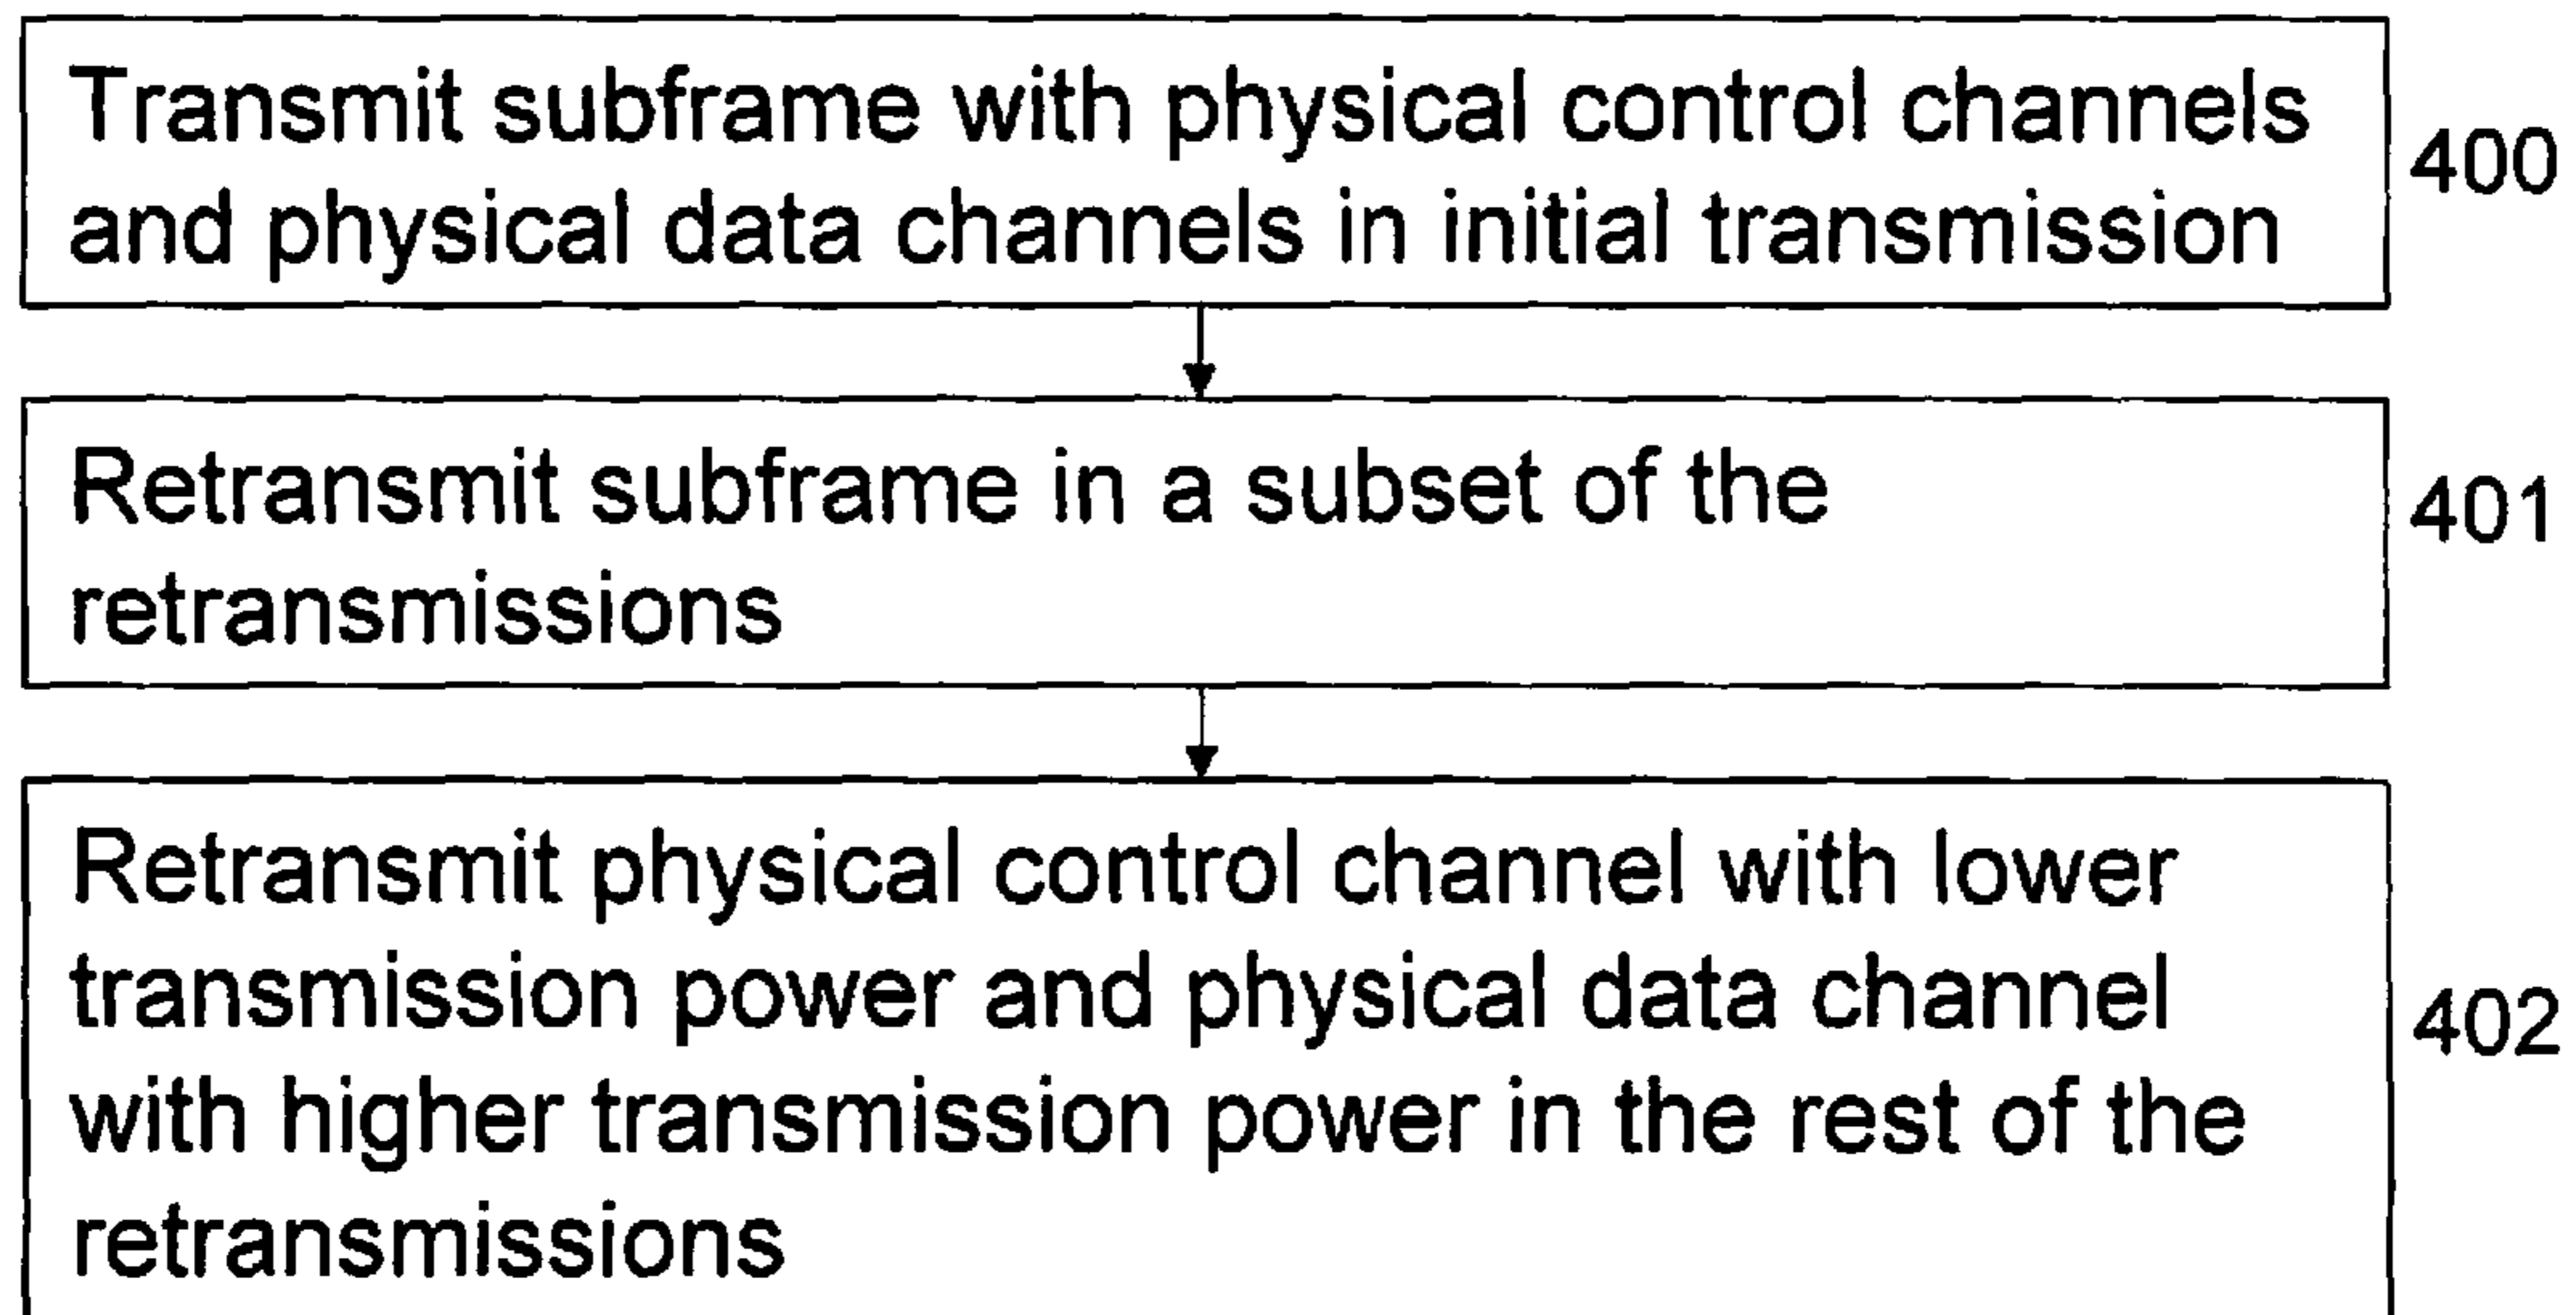 Transmit subframe with physical control channels
and physical data channels in initial transmission
400
Retransmit subframe in a subset of the
retransmissions
401
Retransmit physical control channel with lower
transmission power and physical data channel
with higher transmission power in the rest of the
retransmissions
402